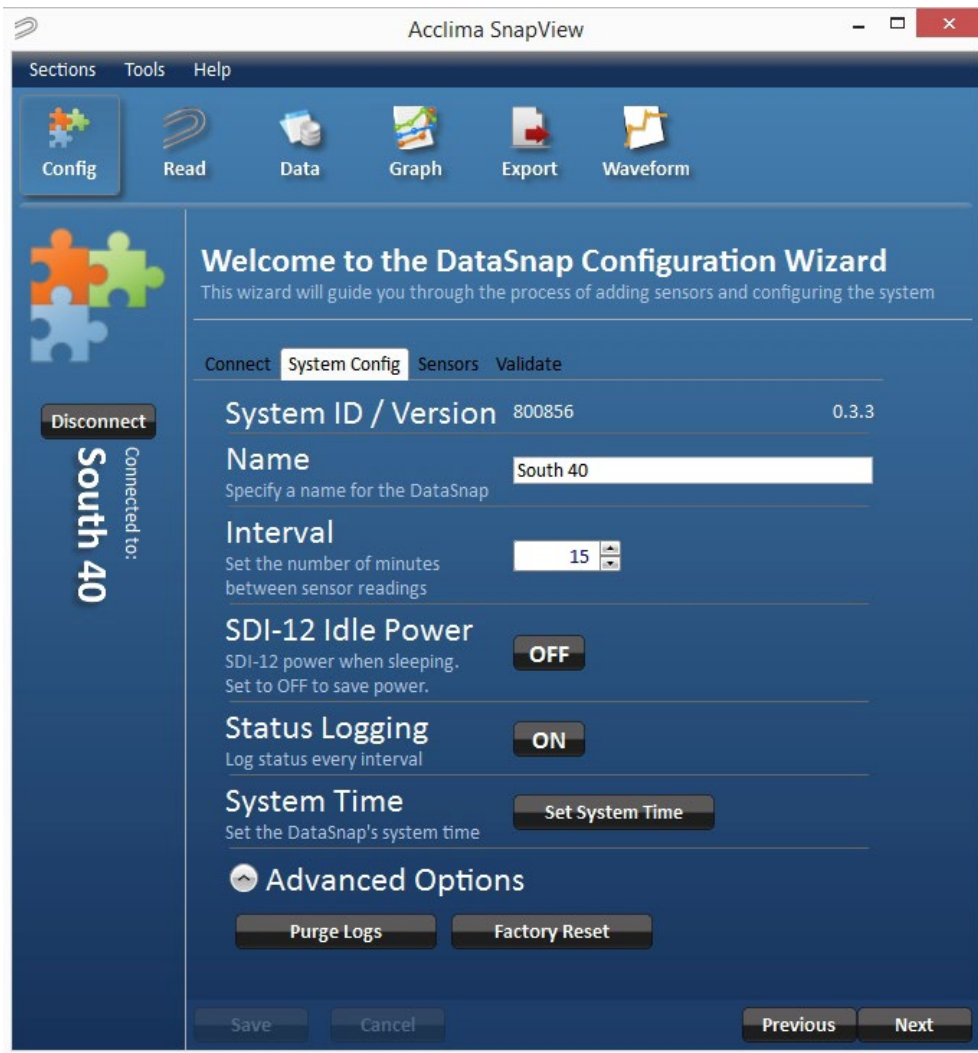 Acclima SnapView
Sections Tools Help
Config Read Data Graph Export Waveform
Welcome to the DataSnap Configuration Wizard
This wizard will guide you through the process of adding sensors and configuring the system
Disconnect
Connected to:
South 40
Connect System Config Sensors Validate
System ID / Version 800856 0.3.3
Name South 40
Specify a name for the DataSnap
Interval 15
Set the number of minutes
between sensor readings
SDI-12 Idle Power
SDI-12 power when sleeping. OFF
Set to OFF to save power.
Status Logging ON
Log status every interval
System Time Set System Time
Set the DataSnap's system time
Advanced Options
Purge Logs Factory Reset
Save Cancel Previous Next